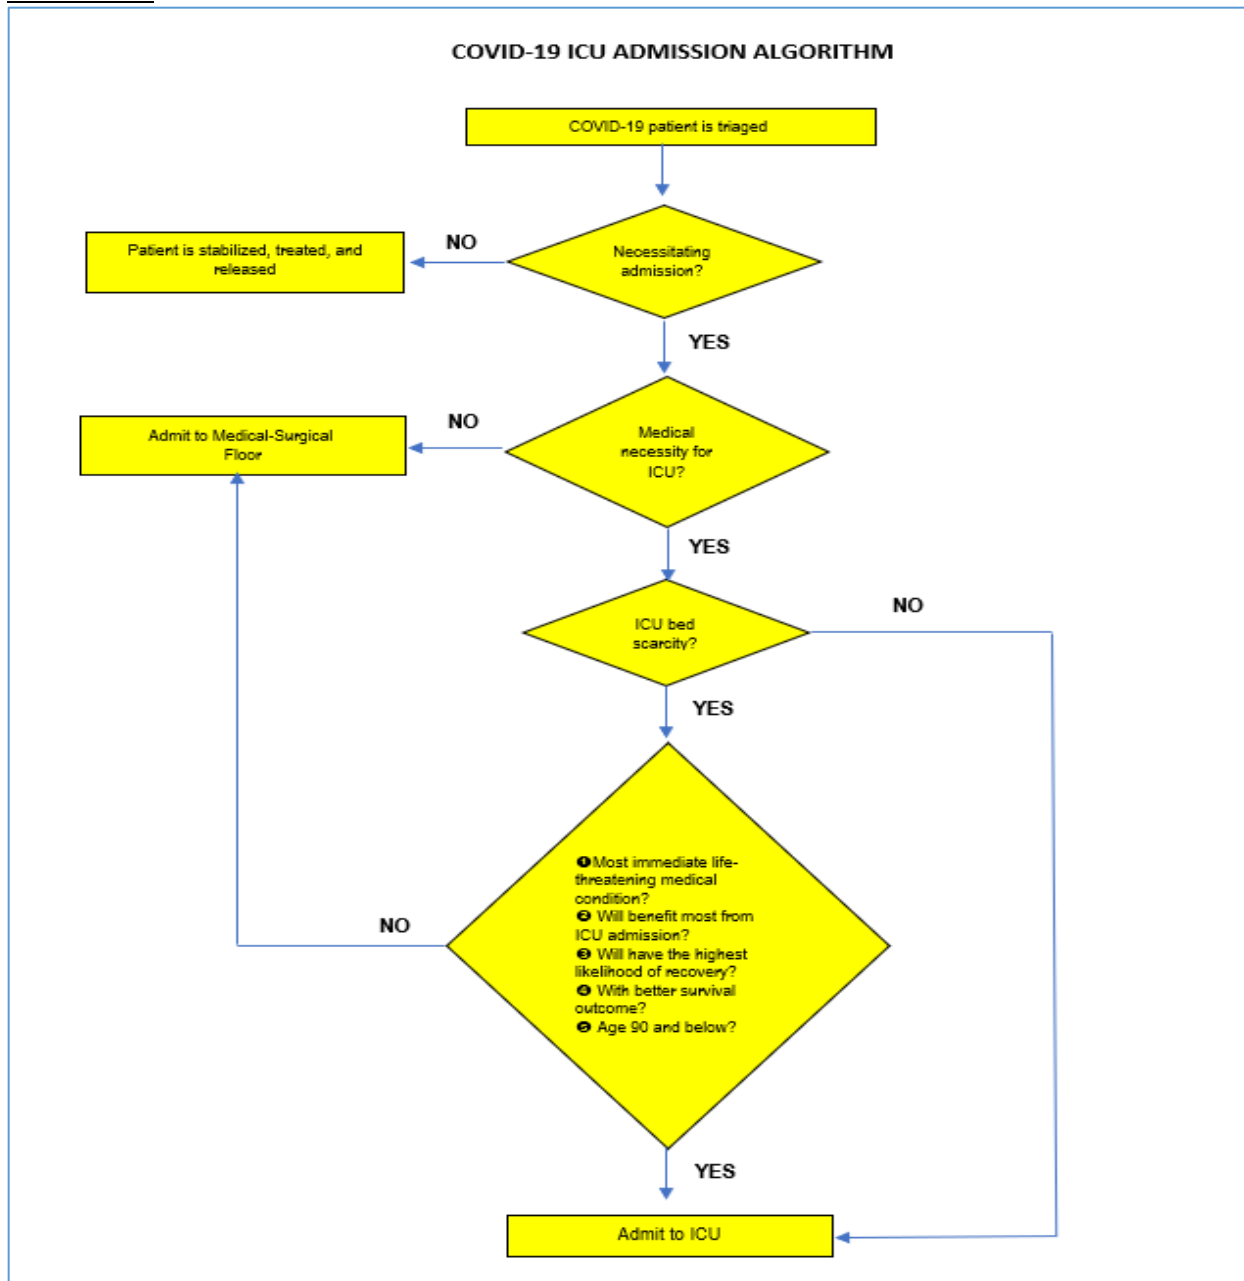 COVID-19 ICU ADMISSION ALGORITHM
COVID-19 patient is triaged
NO
Necessitating
admission?
Patient is stabilized, treated, and
released
YES
NO
Medical
necessity for
ICU?
Admit to Medical-Surgical
Floor
YES
ICU bed
scarcity?
NO
YES
❶Most immediate life-
threatening medical
condition?
❷ Will benefit most from
ICU admission?
❸ Will have the highest
likelihood of recovery?
❹ With better survival
outcome?
❺ Age 90 and below?
NO
YES
Admit to ICU